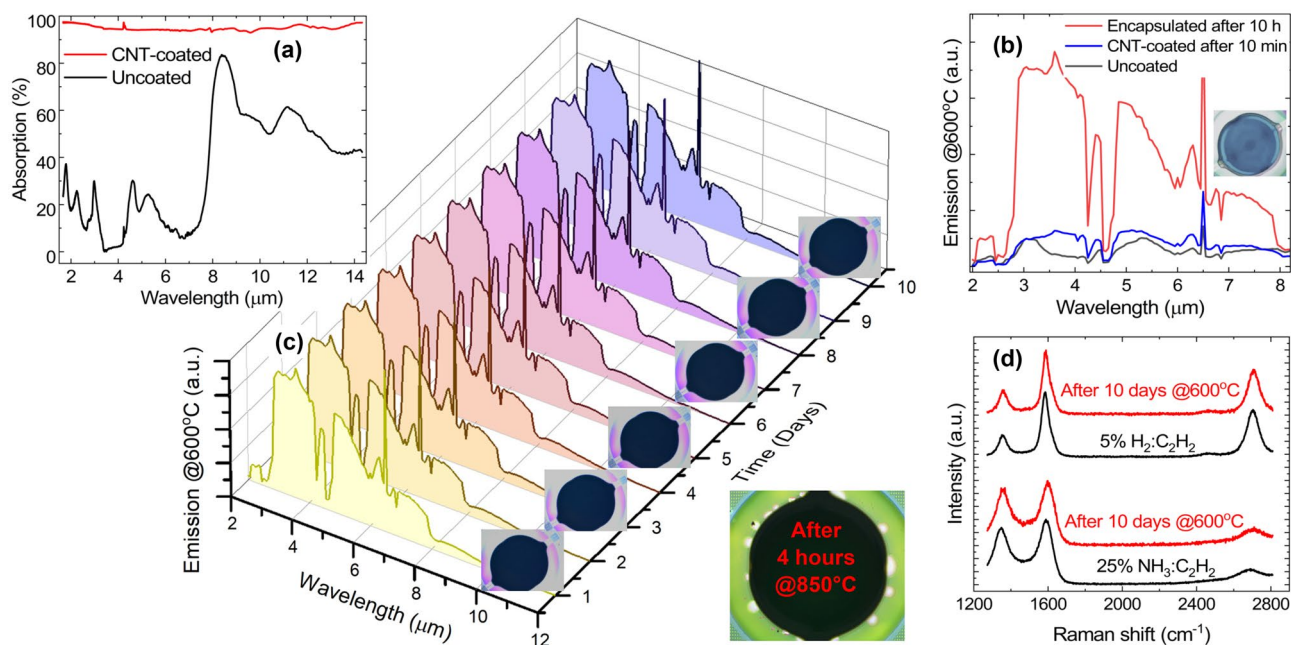 (a)
100
80
60
40
20
0
Absorption (%)
CNT-coated
Uncoated
2
4
6
8
10
12
14
Wavelength (μm)
(b)
Emission @600°C (a.u.)
Encapsulated after 10 h
CNT-coated after 10 min
Uncoated
2
3
4
5
6
7
8
Wavelength (μm)
(c)
Emission @600°C (a.u.)
2
4
6
8
10
12
Wavelength (μm)
1
2
3
4
5
6
7
8
9
10
Time (Days)
After
4 hours
@850°C
(d)
Intensity (a.u.)
After 10 days @600°C
5% H₂:C₂H₂
After 10 days @600°C
25% NH₃:C₂H₂
1200
1600
2000
2400
2800
Raman shift (cm⁻¹)